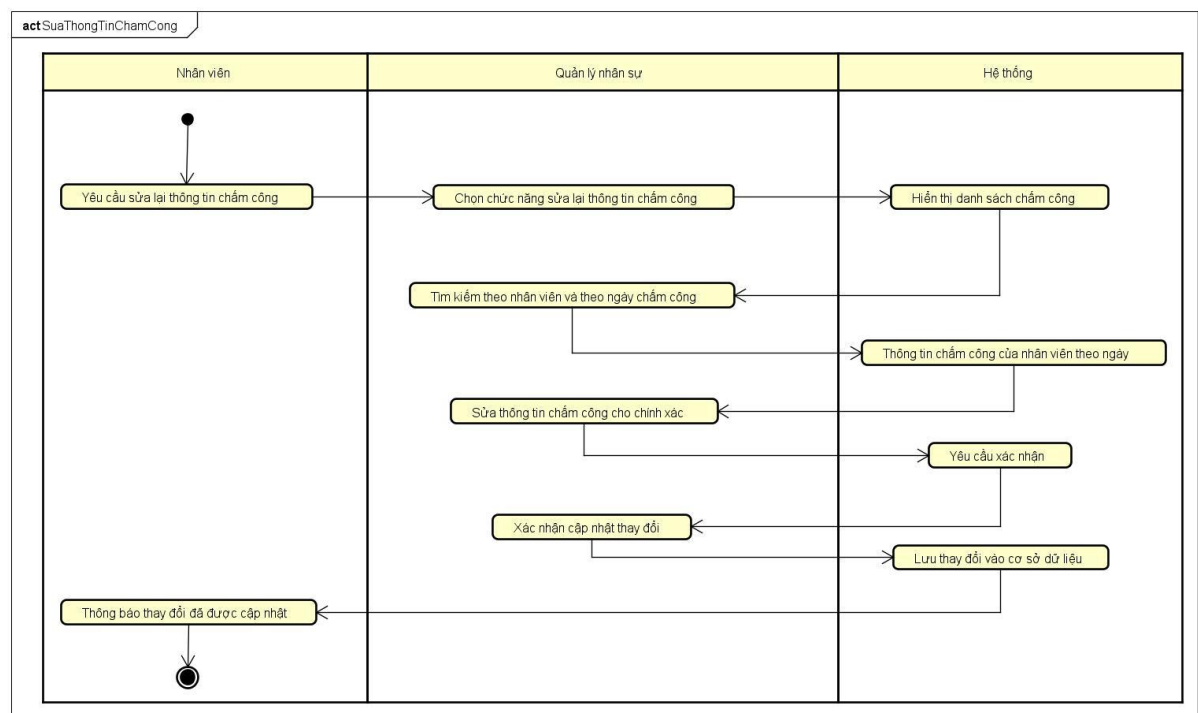 act SuaThongTinChamCong
Nhân viên
Quản lý nhân sự
Hệ thống
Yêu cầu sửa lại thông tin chấm công
Chọn chức năng sửa lại thông tin chấm công
Hiển thị danh sách chấm công
Tìm kiếm theo nhân viên và theo ngày chấm công
Thông tin chấm công của nhân viên theo ngày
Sửa thông tin chấm công cho chính xác
Yêu cầu xác nhận
Xác nhận cập nhật thay đổi
Lưu thay đổi vào cơ sở dữ liệu
Thông báo thay đổi đã được cập nhật